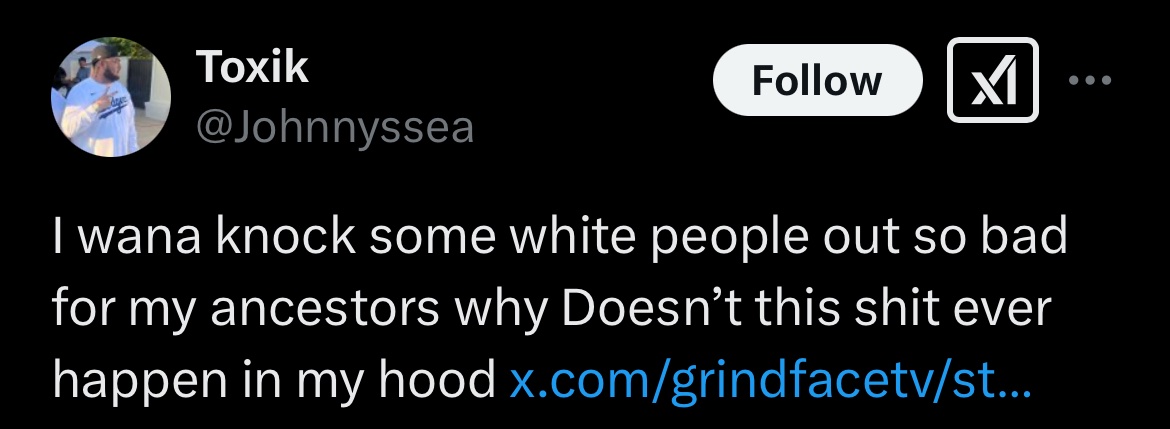 Toxik
@Johnnyssea
Follow
I wana knock some white people out so bad
for my ancestors why Doesn’t this shit ever
happen in my hood x.com/grindfacetv/st...